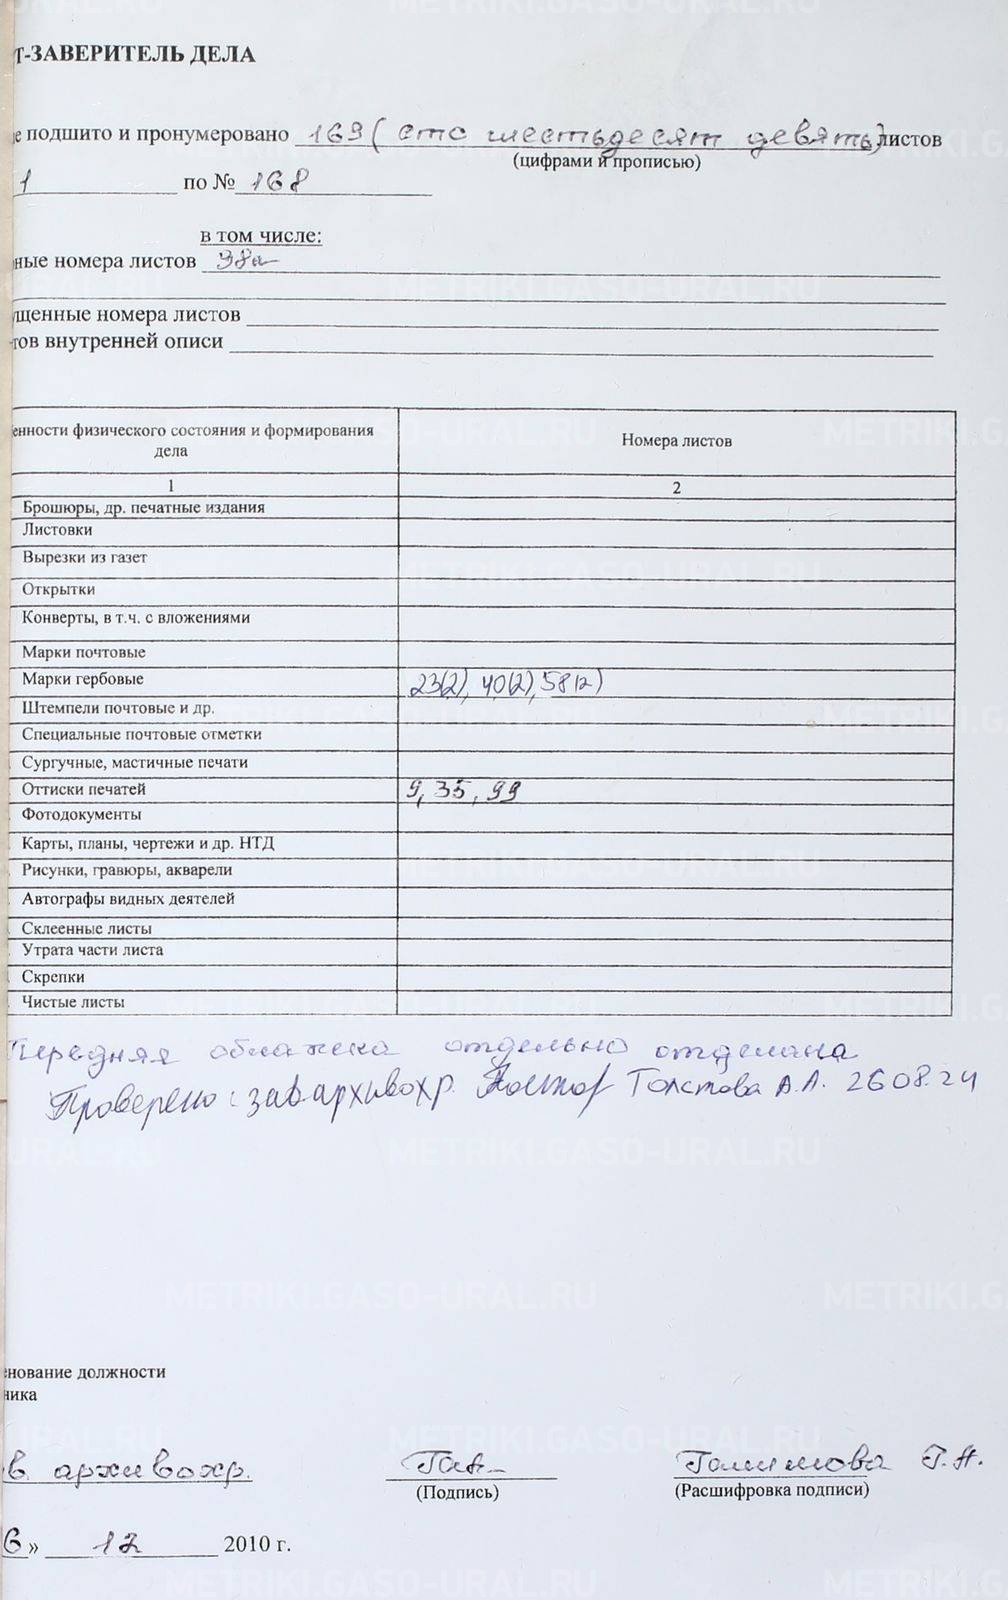 Т-ЗАВЕРИТЕЛЬ ДЕЛА
е подшито и пронумеровано 169 ( сто шестьдесят девять) листов
(цифрами и прописью)
1 по № 168
в том числе:
ные номера листов 38а
щенные номера листов
тов внутренней описи
енности физического состояния и формирования дела Номера листов
1 2
Брошюры, др. печатные издания
Листовки
Вырезки из газет
Открытки
Конверты, в т.ч. с вложениями
Марки почтовые
Марки гербовые 23(2), 40(2), 58(2)
Штемпели почтовые и др.
Специальные почтовые отметки
Сургучные, мастичные печати
Оттиски печатей 9, 35, 99
Фотодокументы
Карты, планы, чертежи и др. НТД
Рисунки, гравюры, акварели
Автографы видных деятелей
Склеенные листы
Утрата части листа
Скрепки
Чистые листы
Передняя обложка отдельно
Проверено: зав.архивохр. Толстова А.А. 26 08.24
енование должности
ника
в. архивохр. Гал Г.А.
(Подпись) (Расшифровка подписи)
6 » 12 2010 г.
METRIKI.GASO-URAL.RU